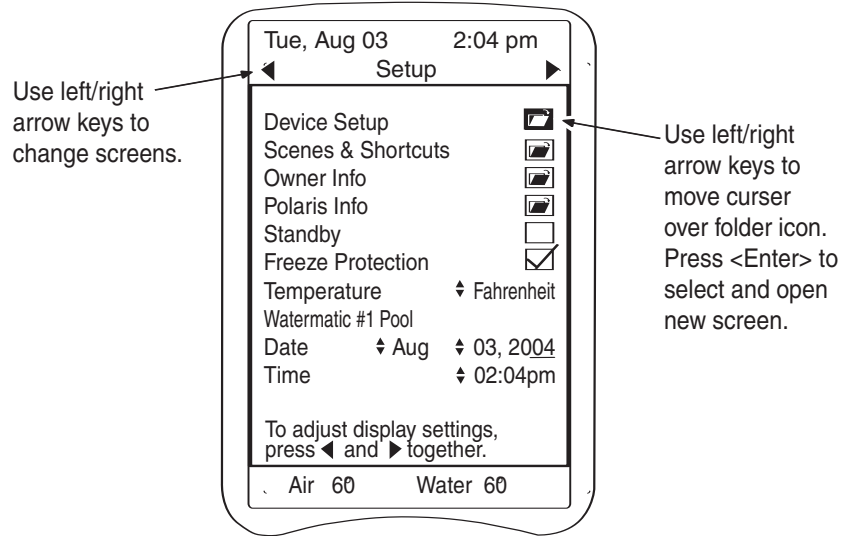 Tue, Aug 03 2:04 pm
Setup
Use left/right
arrow keys to
change screens.
Device Setup
Scenes & Shortcuts
Owner Info
Polaris Info
Standby
Freeze Protection
Temperature Fahrenheit
Watermatic #1 Pool
Date Aug 03, 2004
Time 02:04pm
To adjust display settings,
press ◀ and ▶ together.
Air 60° Water 60°
Use left/right
arrow keys to
move curser
over folder icon.
Press <Enter> to
select and open
new screen.